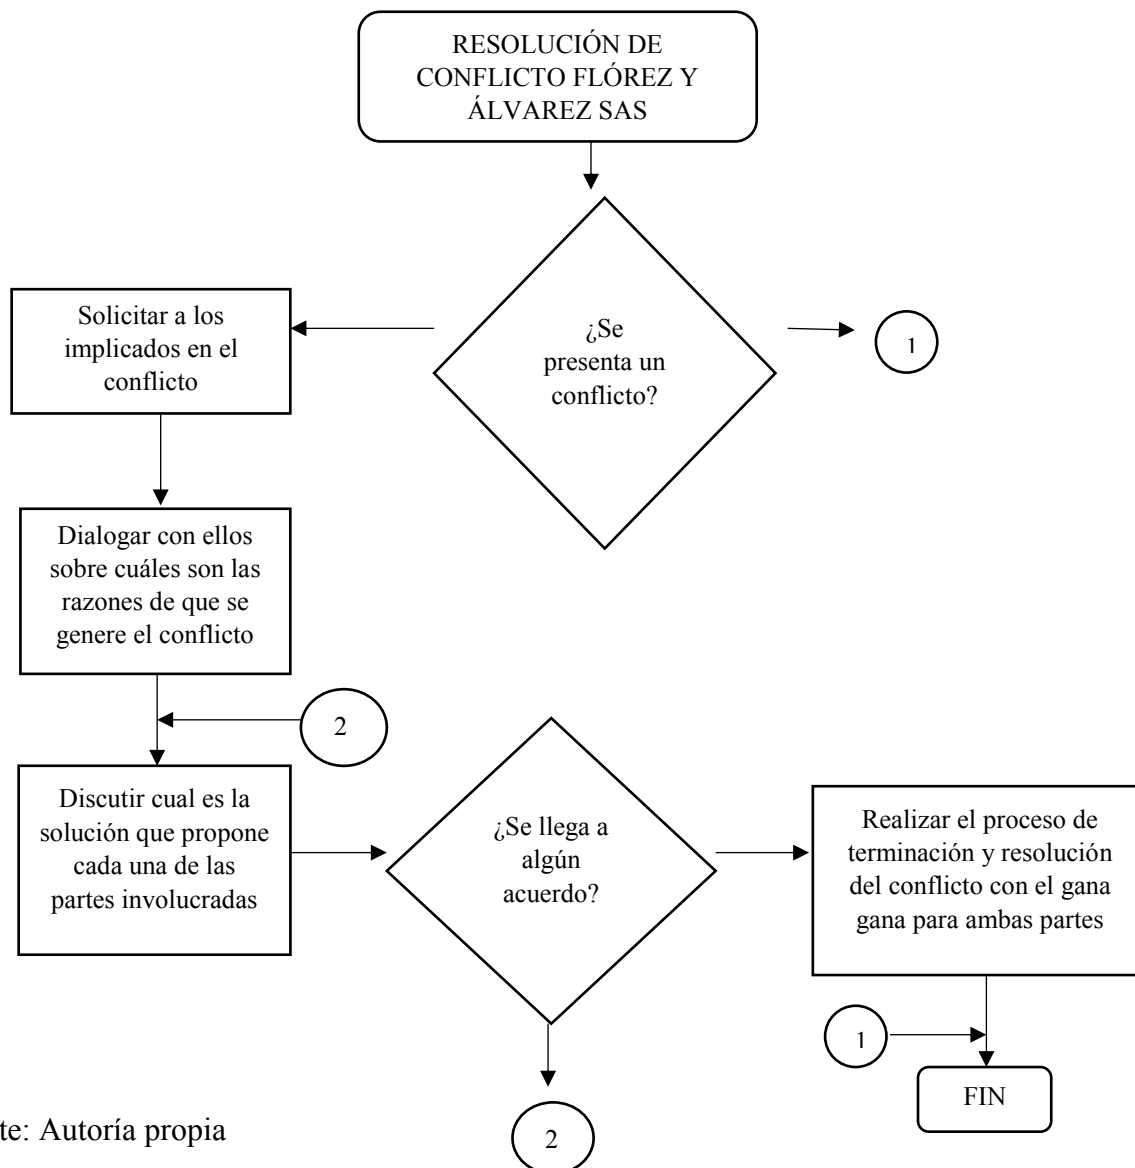 RESOLUCIÓN DE
CONFLICTO FLÓREZ Y
ÁLVAREZ SAS
¿Se
presenta un
conflicto?
1
Solicitar a los
implicados en el
conflicto
Dialogar con ellos
sobre cuáles son las
razones de que se
genere el conflicto
2
Discutir cual es la
solución que propone
cada una de las
partes involucradas
¿Se llega a
algún
acuerdo?
Realizar el proceso de
terminación y resolución
del conflicto con el gana
gana para ambas partes
1
FIN
2
te: Autoría propia